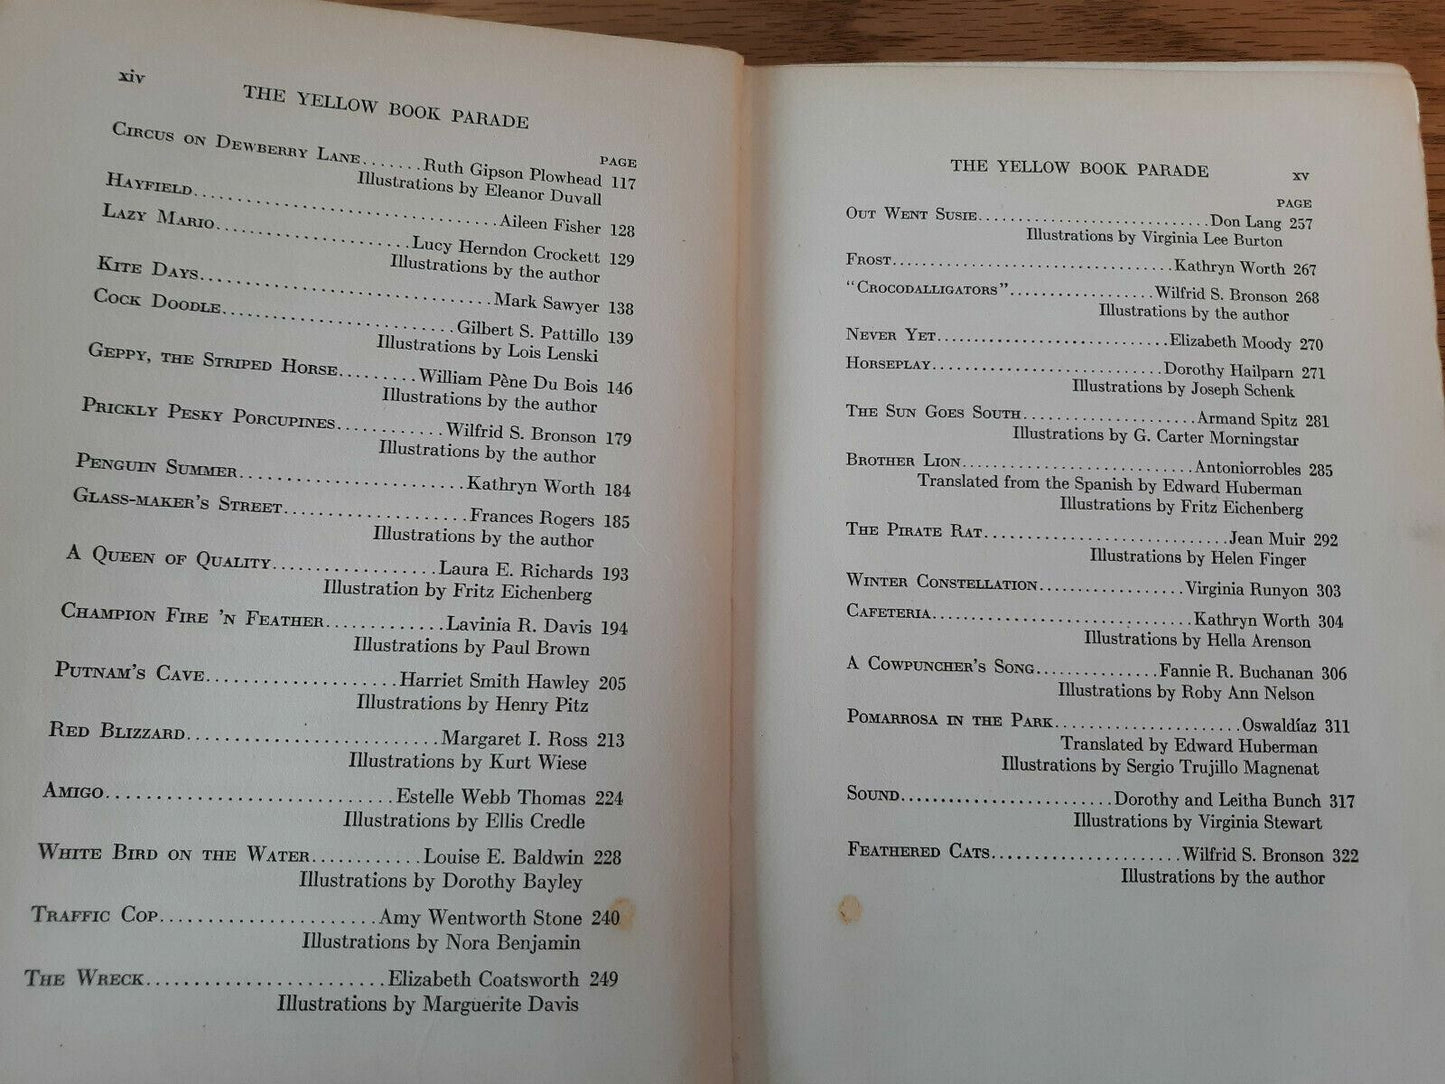 xiv
THE YELLOW BOOK PARADE
PAGE
Circus on Dewberry Lane.......Ruth Gipson Plowhead 117
Illustrations by Eleanor Duvall
Hayfield................................Aileen Fisher 128
Lazy Mario....................Lucy Herndon Crockett 129
Illustrations by the author
Kite Days..............................Mark Sawyer 138
Cock Doodle........................Gilbert S. Pattillo 139
Illustrations by Lois Lenski
Geppy, the Striped Horse.........William Pène Du Bois 146
Illustrations by the author
Prickly Pesky Porcupines...........Wilfrid S. Bronson 179
Illustrations by the author
Penguin Summer.......................Kathryn Worth 184
Glass-maker's Street...................Frances Rogers 185
Illustrations by the author
A Queen of Quality.................Laura E. Richards 193
Illustration by Fritz Eichenberg
Champion Fire 'n Feather............Lavinia R. Davis 194
Illustrations by Paul Brown
Putnam's Cave....................Harriet Smith Hawley 205
Illustrations by Henry Pitz
Red Blizzard..........................Margaret I. Ross 213
Illustrations by Kurt Wiese
Amigo..............................Estelle Webb Thomas 224
Illustrations by Ellis Credle
White Bird on the Water............Louise E. Baldwin 228
Illustrations by Dorothy Bayley
Traffic Cop.......................Amy Wentworth Stone 240
Illustrations by Nora Benjamin
The Wreck.........................Elizabeth Coatsworth 249
Illustrations by Marguerite Davis
THE YELLOW BOOK PARADE
xv
PAGE
Out Went Susie..............................Don Lang 257
Illustrations by Virginia Lee Burton
Frost....................................Kathryn Worth 267
"Crocodalligators"...................Wilfrid S. Bronson 268
Illustrations by the author
Never Yet..............................Elizabeth Moody 270
Horseplay..............................Dorothy Hailparn 271
Illustrations by Joseph Schenk
The Sun Goes South......................Armand Spitz 281
Illustrations by G. Carter Morningstar
Brother Lion.............................Antoniorrobles 285
Translated from the Spanish by Edward Huberman
Illustrations by Fritz Eichenberg
The Pirate Rat................................Jean Muir 292
Illustrations by Helen Finger
Winter Constellation...................Virginia Runyon 303
Cafeteria.................................Kathryn Worth 304
Illustrations by Hella Arenson
A Cowpuncher's Song...............Fannie R. Buchanan 306
Illustrations by Roby Ann Nelson
Pomarrosa in the Park........................Oswaldíaz 311
Translated by Edward Huberman
Illustrations by Sergio Trujillo Magnenat
Sound...........................Dorothy and Leitha Bunch 317
Illustrations by Virginia Stewart
Feathered Cats........................Wilfrid S. Bronson 322
Illustrations by the author